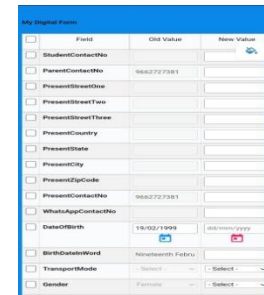 My Digital Form
Field Old Value New Value
StudentContactNo
ParentContactNo 9662727381
PresentStreetOne
PresentStreetTwo
PresentStreetThree
PresentCountry
PresentState
PresentCity
PresentZipCode
PresentContactNo 9662727381
WhatsAppContactNo
DateOfBirth 19/02/1999 dd/mm/yyyy
BirthDateInWord Nineteenth Febru
TransportMode - Select - - Select -
Gender Female - Select -